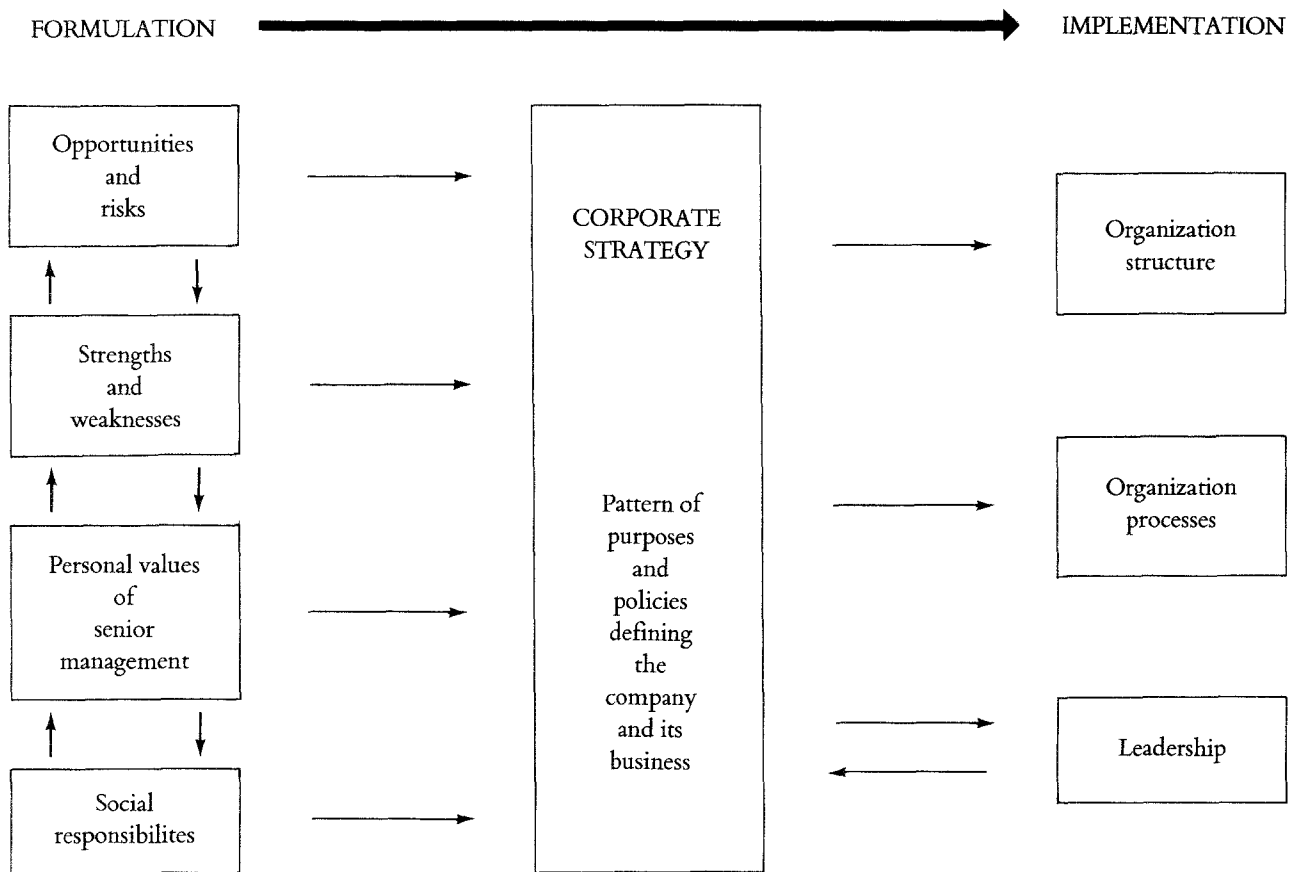 FORMULATION
IMPLEMENTATION
Opportunities
and
risks
Strengths
and
weaknesses
Personal values
of
senior
management
Social
responsibilites
CORPORATE
STRATEGY
Pattern of
purposes
and
policies
defining
the
company
and its
business
Organization
structure
Organization
processes
Leadership